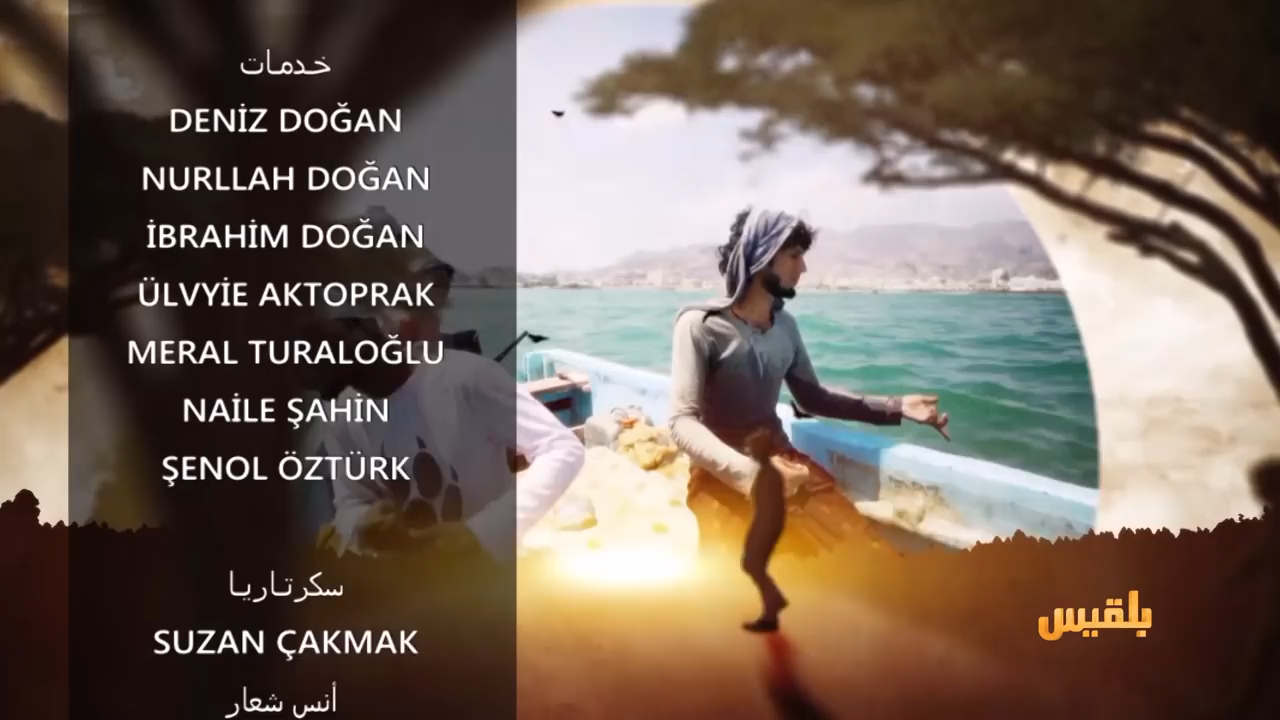 خدمات
DENİZ DOĞAN
NURLLAH DOĞAN
İBRAHİM DOĞAN
ÜLVYİE AKTOPRAK
MERAL TURALOĞLU
NAİLE ŞAHİN
ŞENOL ÖZTÜRK
سكرتاريا
SUZAN ÇAKMAK
أنس شعار
بلقيس